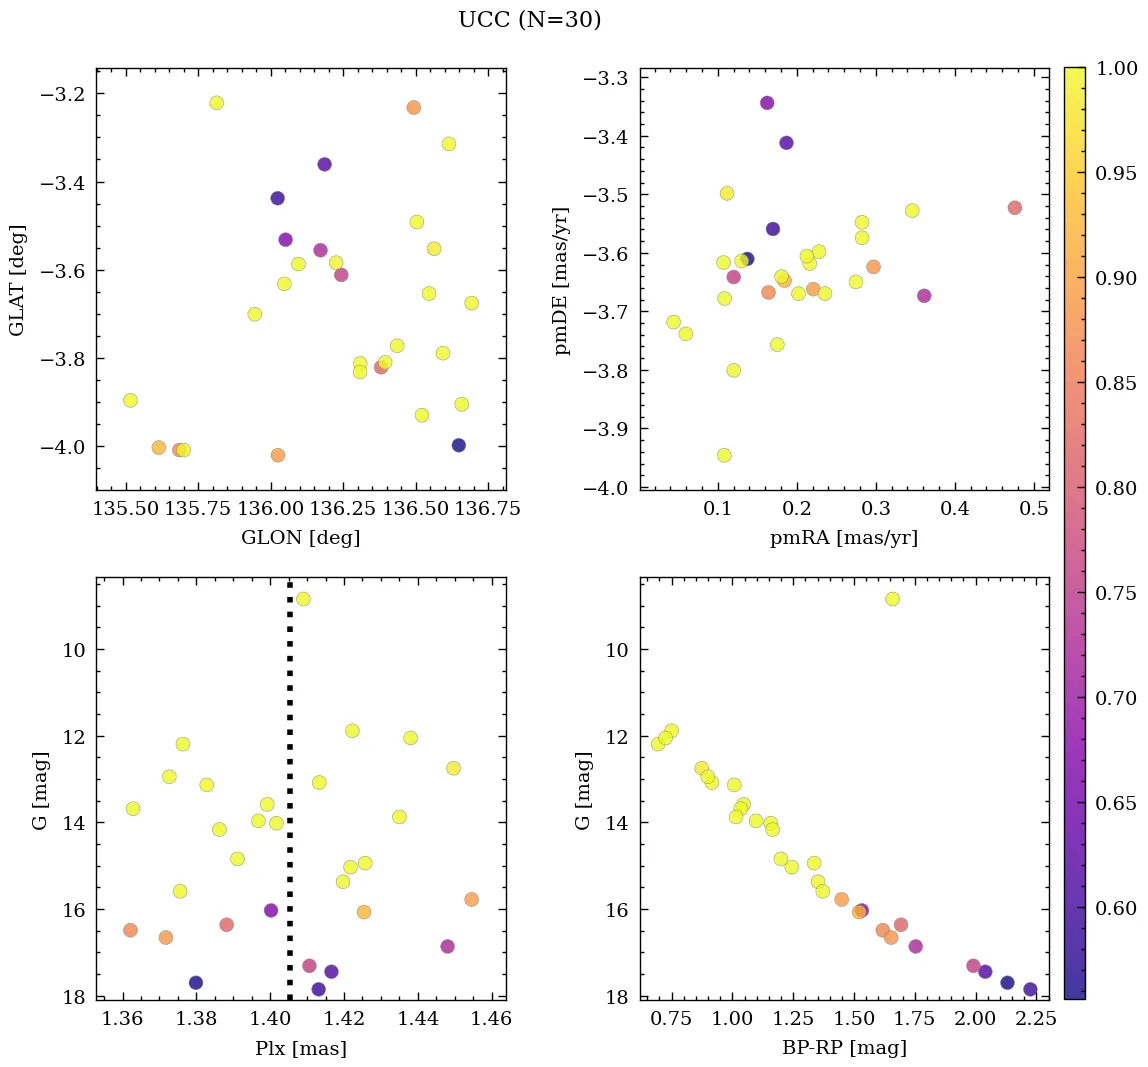 UCC (N=30)
−3.2
−3.4
−3.6
−3.8
−4.0
GLAT [deg]
135.50 135.75 136.00 136.25 136.50 136.75
GLON [deg]
−3.3
−3.4
−3.5
−3.6
−3.7
−3.8
−3.9
−4.0
pmDE [mas/yr]
0.1 0.2 0.3 0.4 0.5
pmRA [mas/yr]
10
12
14
16
18
G [mag]
1.36 1.38 1.40 1.42 1.44 1.46
Plx [mas]
10
12
14
16
18
G [mag]
0.75 1.00 1.25 1.50 1.75 2.00 2.25
BP-RP [mag]
1.00
0.95
0.90
0.85
0.80
0.75
0.70
0.65
0.60